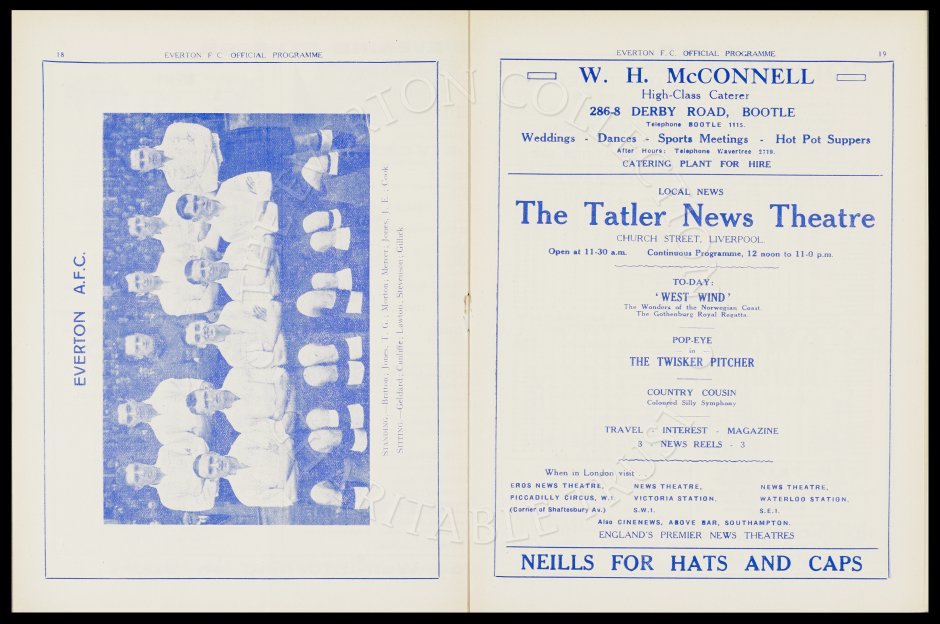 18
EVERTON F. C. OFFICIAL PROGRAMME
EVERTON A.F.C.
STANDING.—Britton; Jones, T. G.; Morton; Mercer; Jones, J. E.; Cook
SITTING.—Geldard; Cunliffe; Lawton; Stevenson; Gillick
EVERTON F. C. OFFICIAL PROGRAMME
19
W. H. McCONNELL
High-Class Caterer
286-8 DERBY ROAD, BOOTLE
Telephone BOOTLE 1115.
Weddings - Dances - Sports Meetings - Hot Pot Suppers
After Hours: Telephone Wavertree 2719.
CATERING PLANT FOR HIRE
LOCAL NEWS
The Tatler News Theatre
CHURCH STREET, LIVERPOOL.
Open at 11-30 a.m. Continuous Programme, 12 noon to 11-0 p.m.
TO-DAY:
'WEST WIND'
The Wonders of the Norwegian Coast.
The Gothenburg Royal Regatta.
POP-EYE
in
THE TWISKER PITCHER
COUNTRY COUSIN
Coloured Silly Symphony
TRAVEL - INTEREST - MAGAZINE
3 - NEWS REELS - 3
When in London visit . .
EROS NEWS THEATRE, NEWS THEATRE, NEWS THEATRE,
PICCADILLY CIRCUS, W.1. VICTORIA STATION, WATERLOO STATION,
(Corner of Shaftesbury Av.) S.W.1. S.E.1.
Also CINENEWS, ABOVE BAR, SOUTHAMPTON.
ENGLAND'S PREMIER NEWS THEATRES
NEILLS FOR HATS AND CAPS
EVERTON COLLECTION
CHARITABLE TRUST